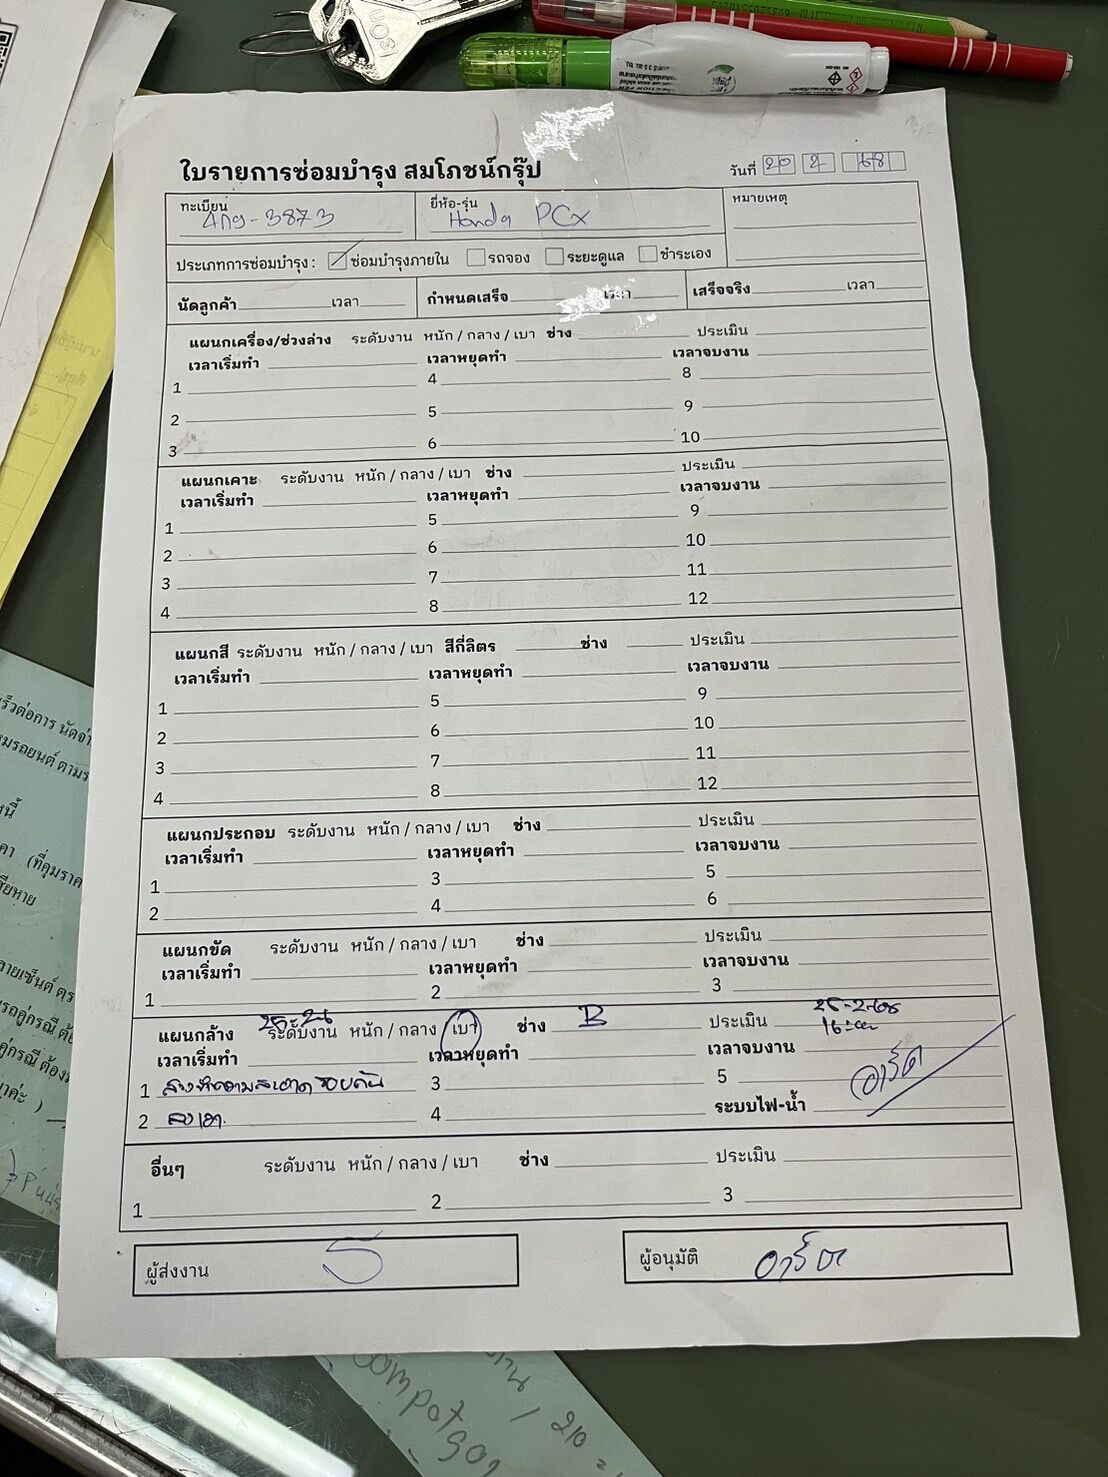 ใบรายการซ่อมบำรุง สมโภชน์กรุ๊ป
วันที่ 20 2 68
ทะเบียน
ยี่ห้อ-รุ่น
หมายเหตุ
4กฐ-3873
Honda PCx
ประเภทการซ่อมบำรุง : ซ่อมบำรุงภายใน รถจอง ระยะดูแล ชำระเอง
นัดลูกค้า เวลา กำหนดเสร็จ เวลา เสร็จจริง เวลา
แผนกเครื่อง/ช่วงล่าง ระดับงาน หนัก / กลาง / เบา ช่าง ประเมิน
เวลาเริ่มทำ เวลาหยุดทำ เวลาจบงาน
1 4 8
2 5 9
3 6 10
แผนกเคาะ ระดับงาน หนัก / กลาง / เบา ช่าง ประเมิน
เวลาเริ่มทำ เวลาหยุดทำ เวลาจบงาน
1 5 9
2 6 10
3 7 11
4 8 12
แผนกสี ระดับงาน หนัก / กลาง / เบา สีกี่ลิตร ช่าง ประเมิน
เวลาเริ่มทำ เวลาหยุดทำ เวลาจบงาน
1 5 9
2 6 10
3 7 11
4 8 12
แผนกประกอบ ระดับงาน หนัก / กลาง / เบา ช่าง ประเมิน
เวลาเริ่มทำ เวลาหยุดทำ เวลาจบงาน
1 3 5
2 4 6
แผนกขัด ระดับงาน หนัก / กลาง / เบา ช่าง ประเมิน
เวลาเริ่มทำ เวลาหยุดทำ เวลาจบงาน
1 2 3
แผนกล้าง ระดับงาน หนัก / กลาง / เบา ช่าง B ประเมิน
เวลาเริ่มทำ เวลาหยุดทำ เวลาจบงาน
1 ล้างทำความสะอาด รอบคัน 3 5
2 4 ระบบไฟ-น้ำ
อาร์ต
อื่นๆ ระดับงาน หนัก / กลาง / เบา ช่าง ประเมิน
1 2 3
ผู้ส่งงาน
ผู้อนุมัติ อาร์ต